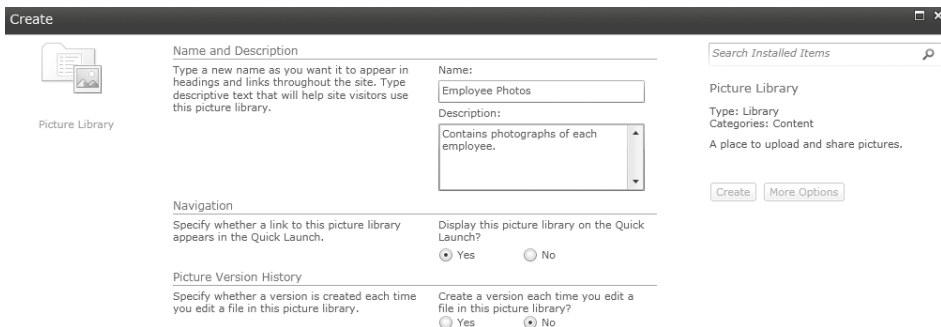 Create
Picture Library
Name and Description
Type a new name as you want it to appear in
headings and links throughout the site. Type
descriptive text that will help site visitors use
this picture library.
Name:
Employee Photos
Description:
Contains photographs of each
employee.
Navigation
Specify whether a link to this picture library
appears in the Quick Launch.
Display this picture library on the Quick
Launch?
Yes No
Picture Version History
Specify whether a version is created each time
you edit a file in this picture library.
Create a version each time you edit a
file in this picture library?
Yes No
Search Installed Items
Picture Library
Type: Library
Categories: Content
A place to upload and share pictures.
Create More Options